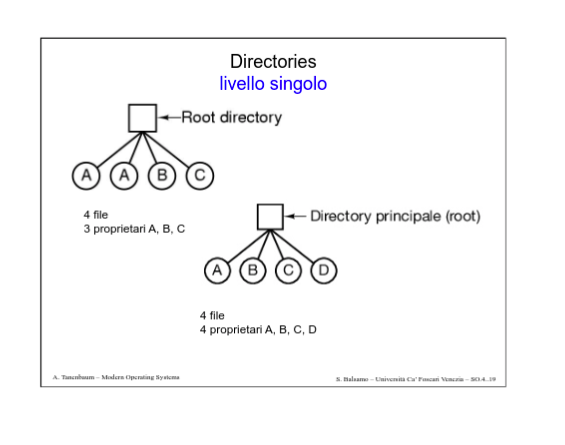 Directories
livello singolo
Root directory
A A B C
4 file
3 proprietari A, B, C
Directory principale (root)
A B C D
4 file
4 proprietari A, B, C, D
A. Tanenbaum – Modern Operating Systems
S. Balsamo – Università Ca' Foscari Venezia – SO.4..19